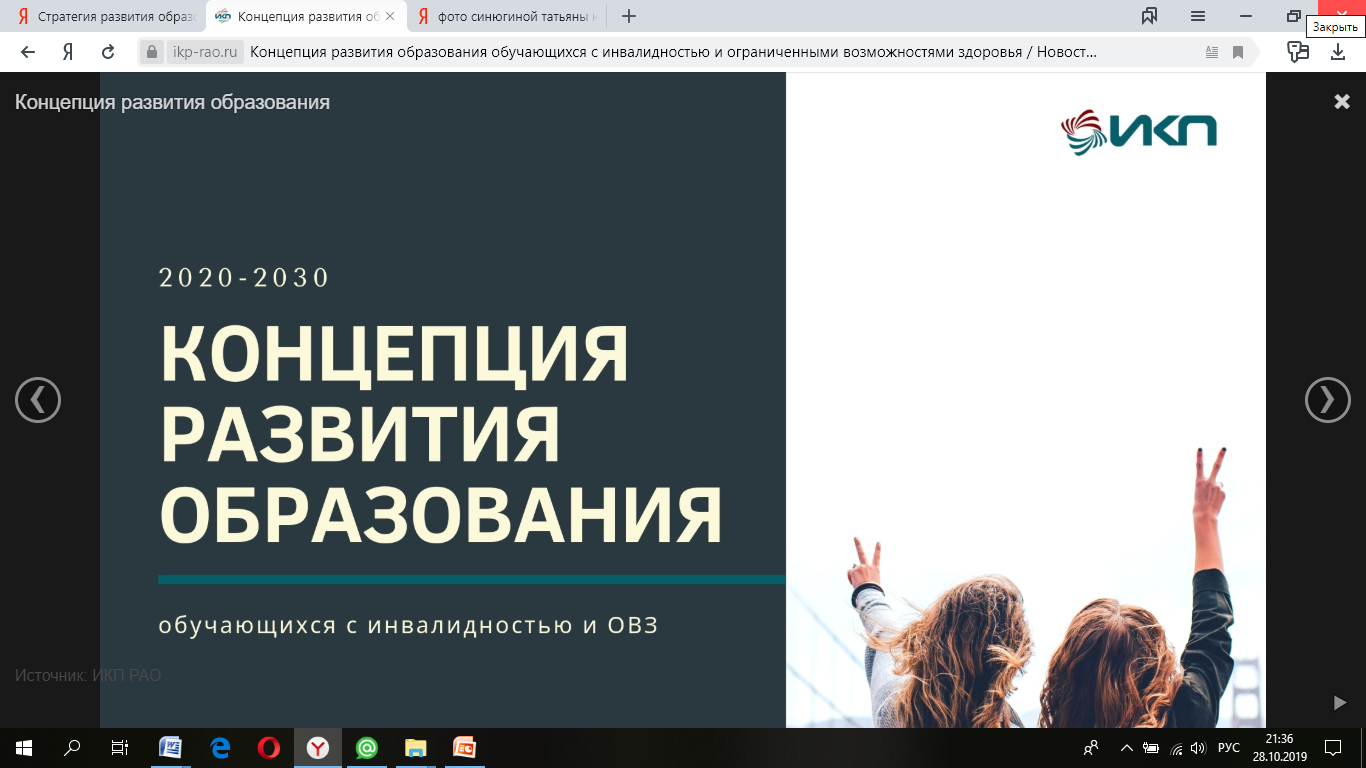 Стратегия развития образо
Концепция развития об
фото синюгиной татьяны н
Закрыть
ikp-rao.ru Концепция развития образования обучающихся с инвалидностью и ограниченными возможностями здоровья / Новост...
Концепция развития образования
ИКП
2020-2030
КОНЦЕПЦИЯ
РАЗВИТИЯ
ОБРАЗОВАНИЯ
обучающихся с инвалидностью и ОВЗ
Источник: ИКП РАО
РУС
21:36
28.10.2019